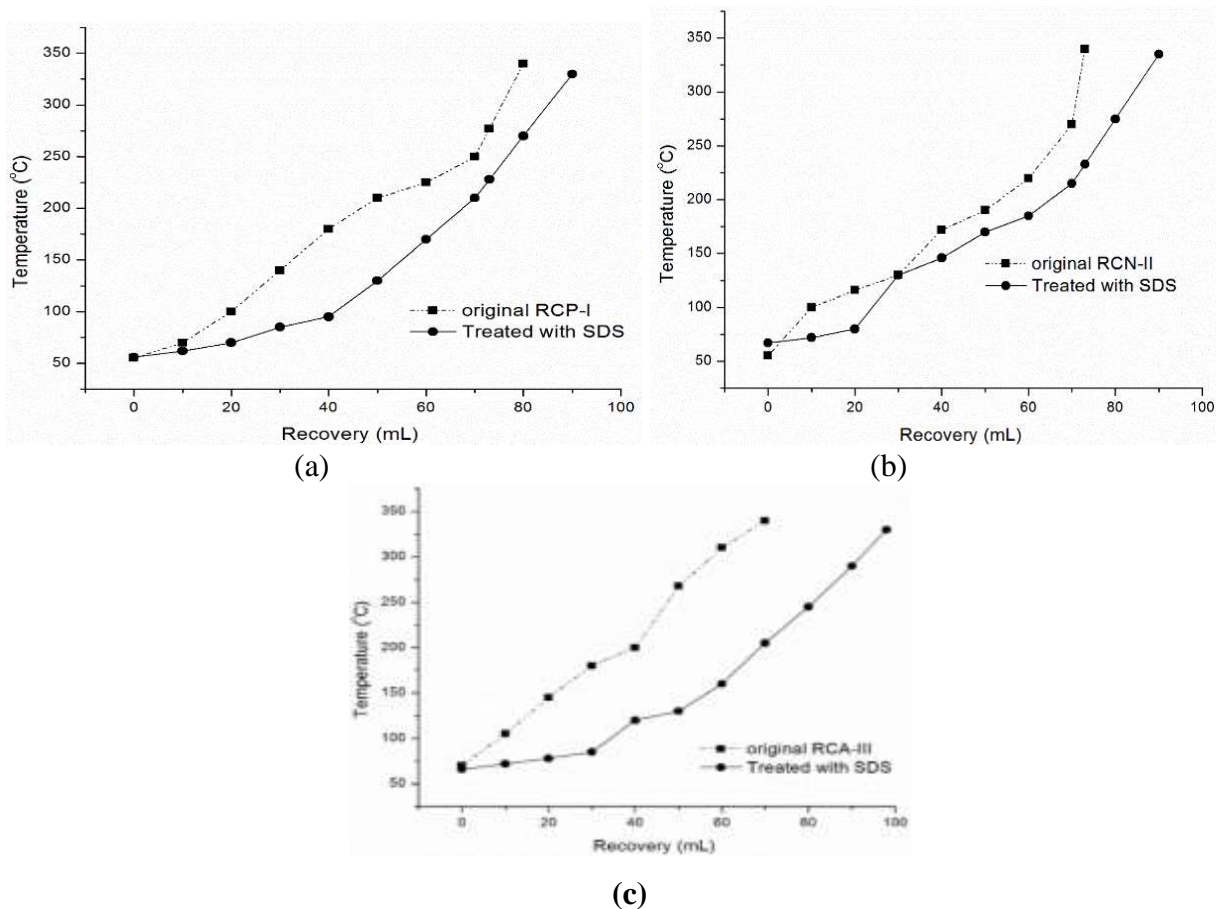 350
300
250
200
150
100
50
Temperature (°C)
original RCP-I
Treated with SDS
0 20 40 60 80 100
Recovery (mL)
(a)
350
300
250
200
150
100
50
Temperature (°C)
original RCN-II
Treated with SDS
0 20 40 60 80 100
Recovery (mL)
(b)
350
300
250
200
150
100
50
Temperature (°C)
original RCA-III
Treated with SDS
0 20 40 60 80 100
Recovery (mL)
(c)